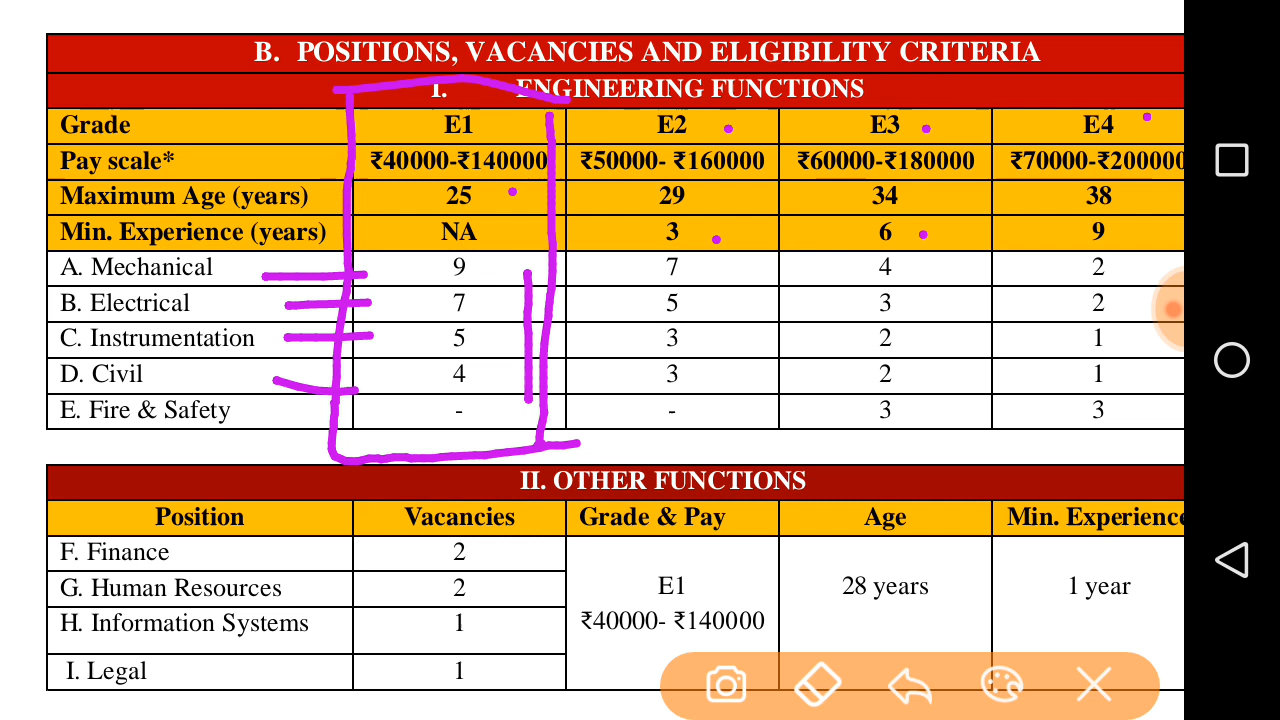 B. POSITIONS, VACANCIES AND ELIGIBILITY CRITERIA
I. ENGINEERING FUNCTIONS
Grade E1 E2 E3 E4
Pay scale* ₹40000-₹140000 ₹50000- ₹160000 ₹60000-₹180000 ₹70000-₹200000
Maximum Age (years) 25 29 34 38
Min. Experience (years) NA 3 6 9
A. Mechanical 9 7 4 2
B. Electrical 7 5 3 2
C. Instrumentation 5 3 2 1
D. Civil 4 3 2 1
E. Fire & Safety - - 3 3
II. OTHER FUNCTIONS
Position Vacancies Grade & Pay Age Min. Experience
F. Finance 2
G. Human Resources 2 E1 28 years 1 year
H. Information Systems 1 ₹40000- ₹140000
I. Legal 1